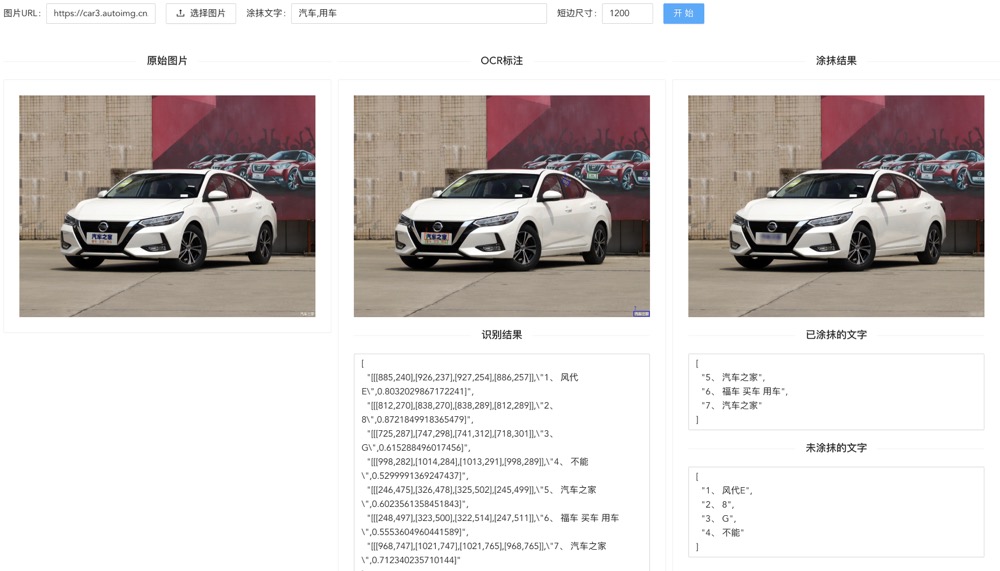 图片URL: https://car3.autoimg.cn 选择图片 涂抹文字: 汽车,用车 短边尺寸: 1200 开 始
原始图片
汽车之家
OCR标注
汽车之家
识别结果
[
"[[[885,240],[926,237],[927,254],[886,257]],\"1、 风代
E\",0.8032029867172241]",
"[[[812,270],[838,270],[838,289],[812,289]],\"2、
8\",0.8721849918365479]",
"[[[725,287],[747,298],[741,312],[718,301]],\"3、
G\",0.615288496017456]",
"[[[998,282],[1014,284],[1013,291],[998,289]],\"4、 不能
\",0.5299991369247437]",
"[[[246,475],[326,478],[325,502],[245,499]],\"5、 汽车之家
\",0.6023561358451843]",
"[[[248,497],[323,500],[322,514],[247,511]],\"6、 福车 买车 用车
\",0.5553604960441589]",
"[[[968,747],[1021,747],[1021,765],[968,765]],\"7、 汽车之家
\",0.712340235710144]"
涂抹结果
已涂抹的文字
[
"5、 汽车之家",
"6、 福车 买车 用车",
"7、 汽车之家"
]
未涂抹的文字
[
"1、 风代E",
"2、 8",
"3、 G",
"4、 不能"
]